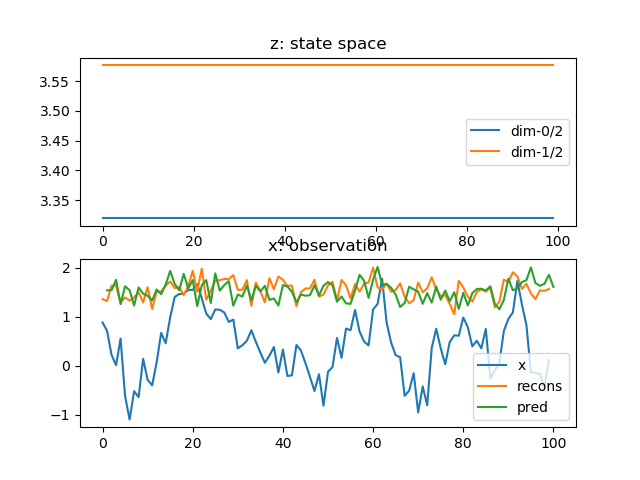 z: state space
3.55
3.50
3.45
3.40
3.35
dim-0/2
dim-1/2
0 20 40 60 80 100
x: observation
2
1
0
−1
x
recons
pred
0 20 40 60 80 100